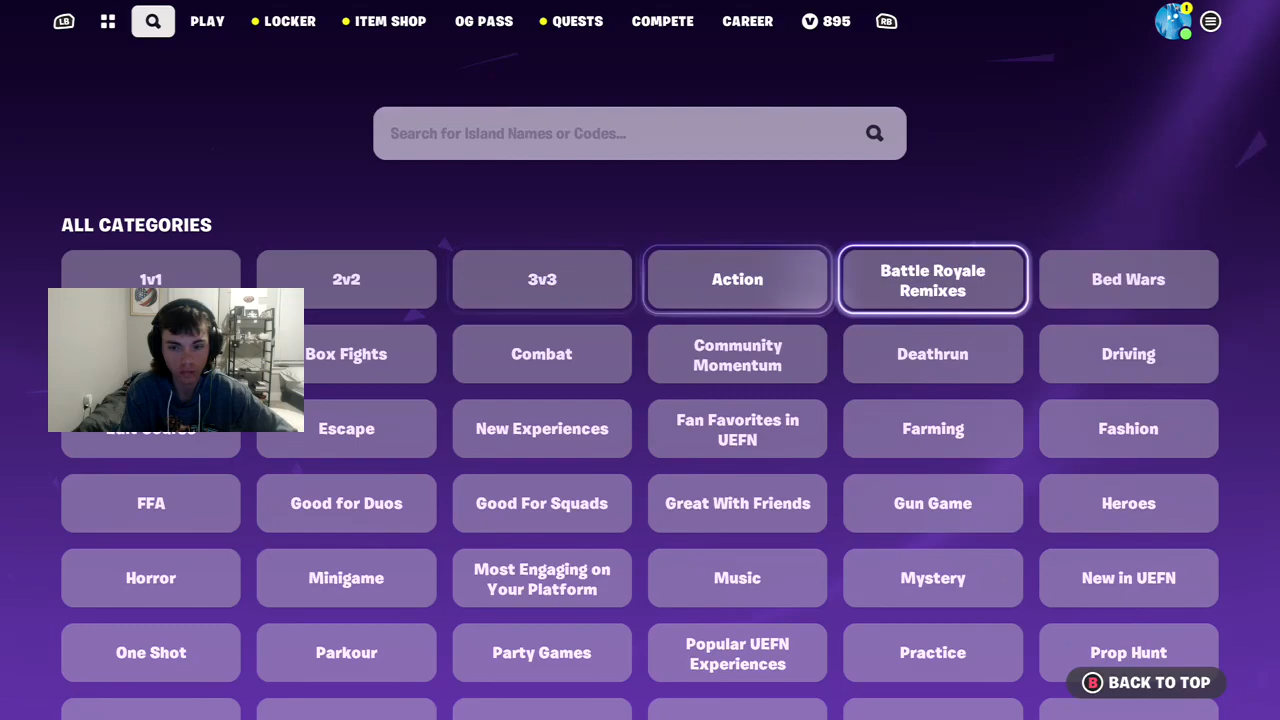 LB PLAY LOCKER ITEM SHOP OG PASS QUESTS COMPETE CAREER V 895 RB !
Search for Island Names or Codes...
ALL CATEGORIES
1v1
2v2
3v3
Action
Battle Royale
Remixes
Bed Wars
Box Fights
Combat
Community
Momentum
Deathrun
Driving
Escape
New Experiences
Fan Favorites in
UEFN
Farming
Fashion
FFA
Good for Duos
Good For Squads
Great With Friends
Gun Game
Heroes
Horror
Minigame
Most Engaging on
Your Platform
Music
Mystery
New in UEFN
One Shot
Parkour
Party Games
Popular UEFN
Experiences
Practice
Prop Hunt
B BACK TO TOP